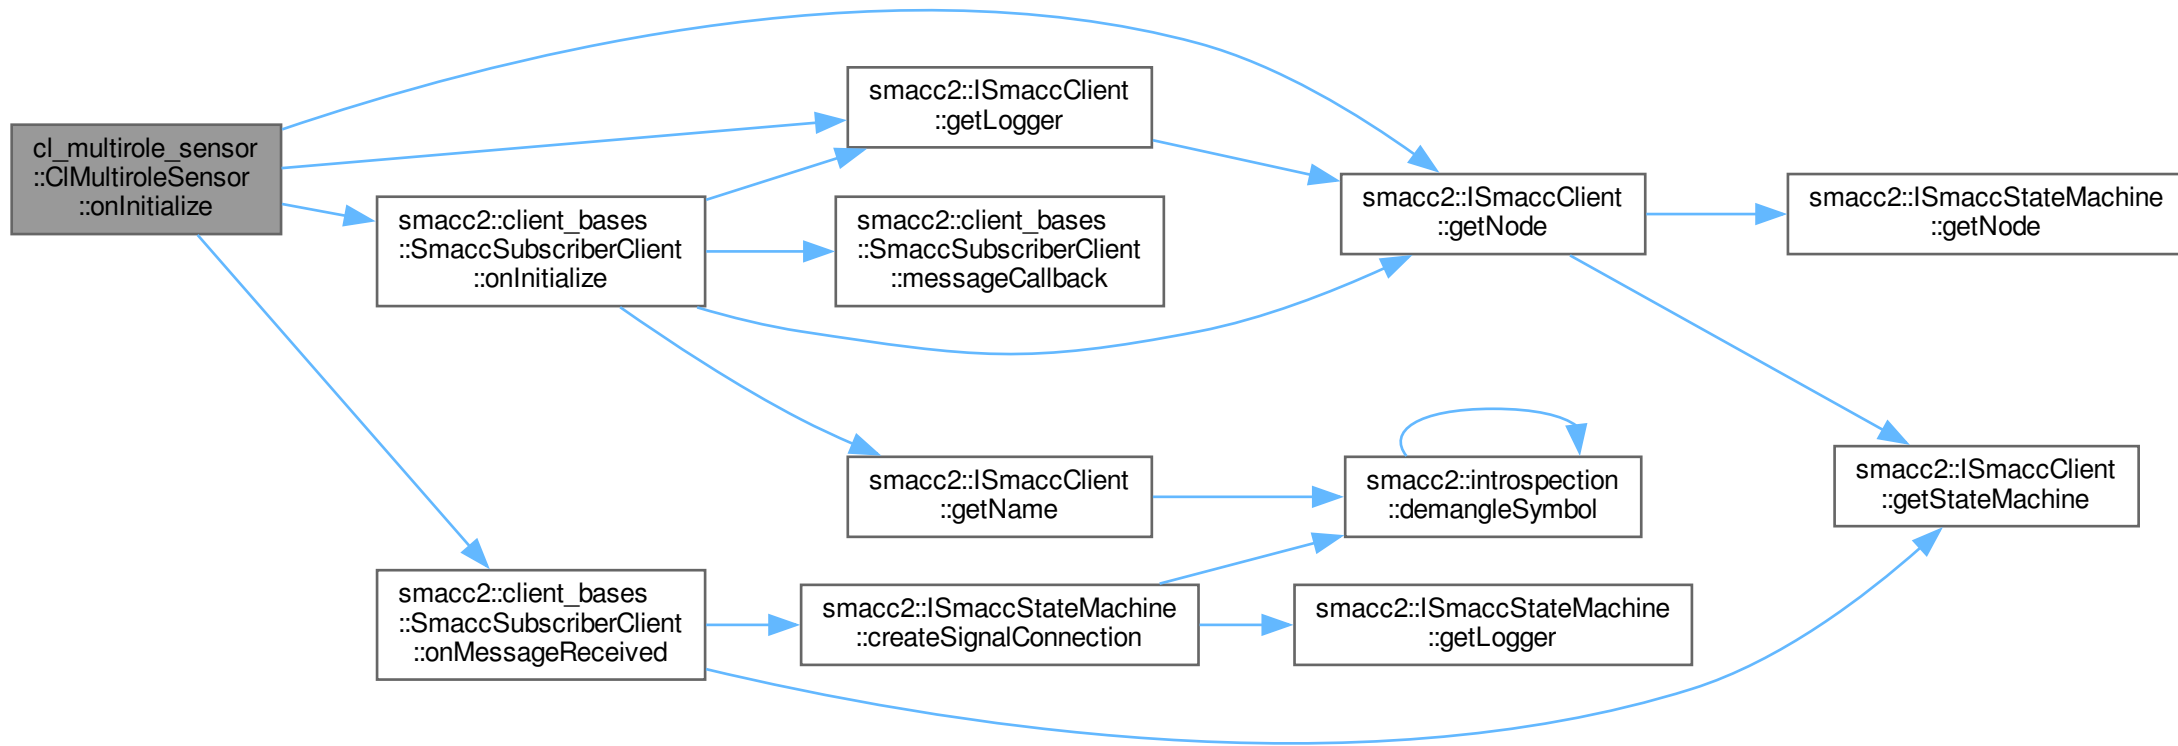 cl_multirole_sensor
::ClMultiroleSensor
::onInitialize
smacc2::ISmaccClient
::getLogger
smacc2::client_bases
::SmaccSubscriberClient
::onInitialize
smacc2::client_bases
::SmaccSubscriberClient
::messageCallback
smacc2::ISmaccClient
::getNode
smacc2::ISmaccStateMachine
::getNode
smacc2::ISmaccClient
::getName
smacc2::introspection
::demangleSymbol
smacc2::ISmaccClient
::getStateMachine
smacc2::client_bases
::SmaccSubscriberClient
::onMessageReceived
smacc2::ISmaccStateMachine
::createSignalConnection
smacc2::ISmaccStateMachine
::getLogger